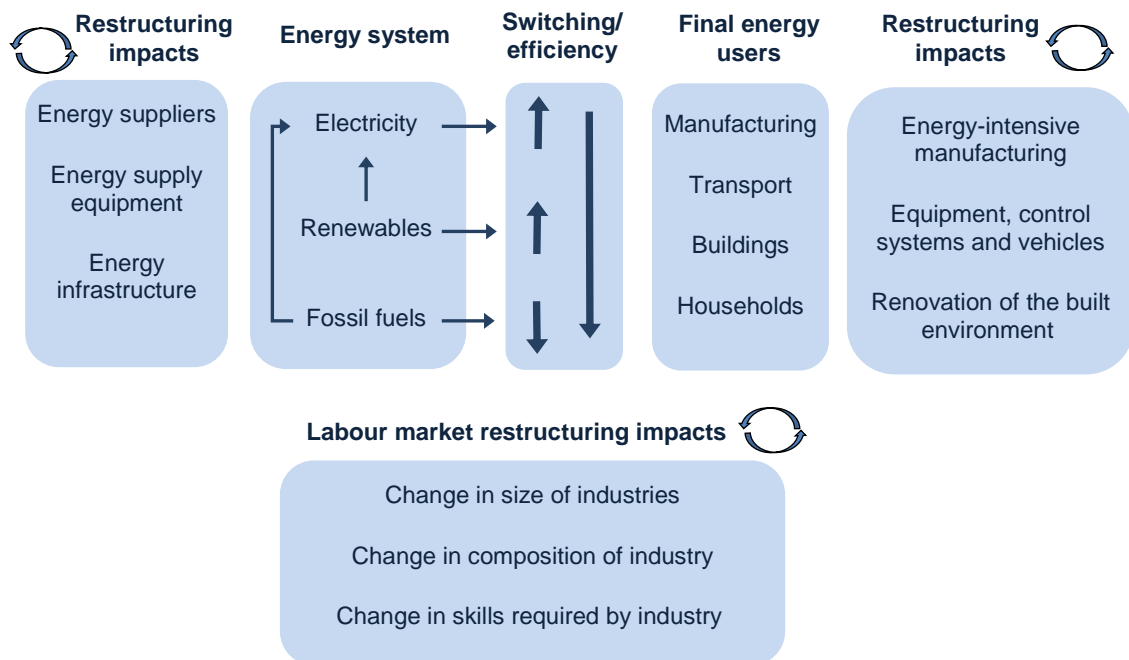 Restructuring
impacts
Energy suppliers
Energy supply
equipment
Energy
infrastructure
Energy system
Electricity
Renewables
Fossil fuels
Switching/
efficiency
Final energy
users
Manufacturing
Transport
Buildings
Households
Restructuring
impacts
Energy-intensive
manufacturing
Equipment, control
systems and vehicles
Renovation of the built
environment
Labour market restructuring impacts
Change in size of industries
Change in composition of industry
Change in skills required by industry